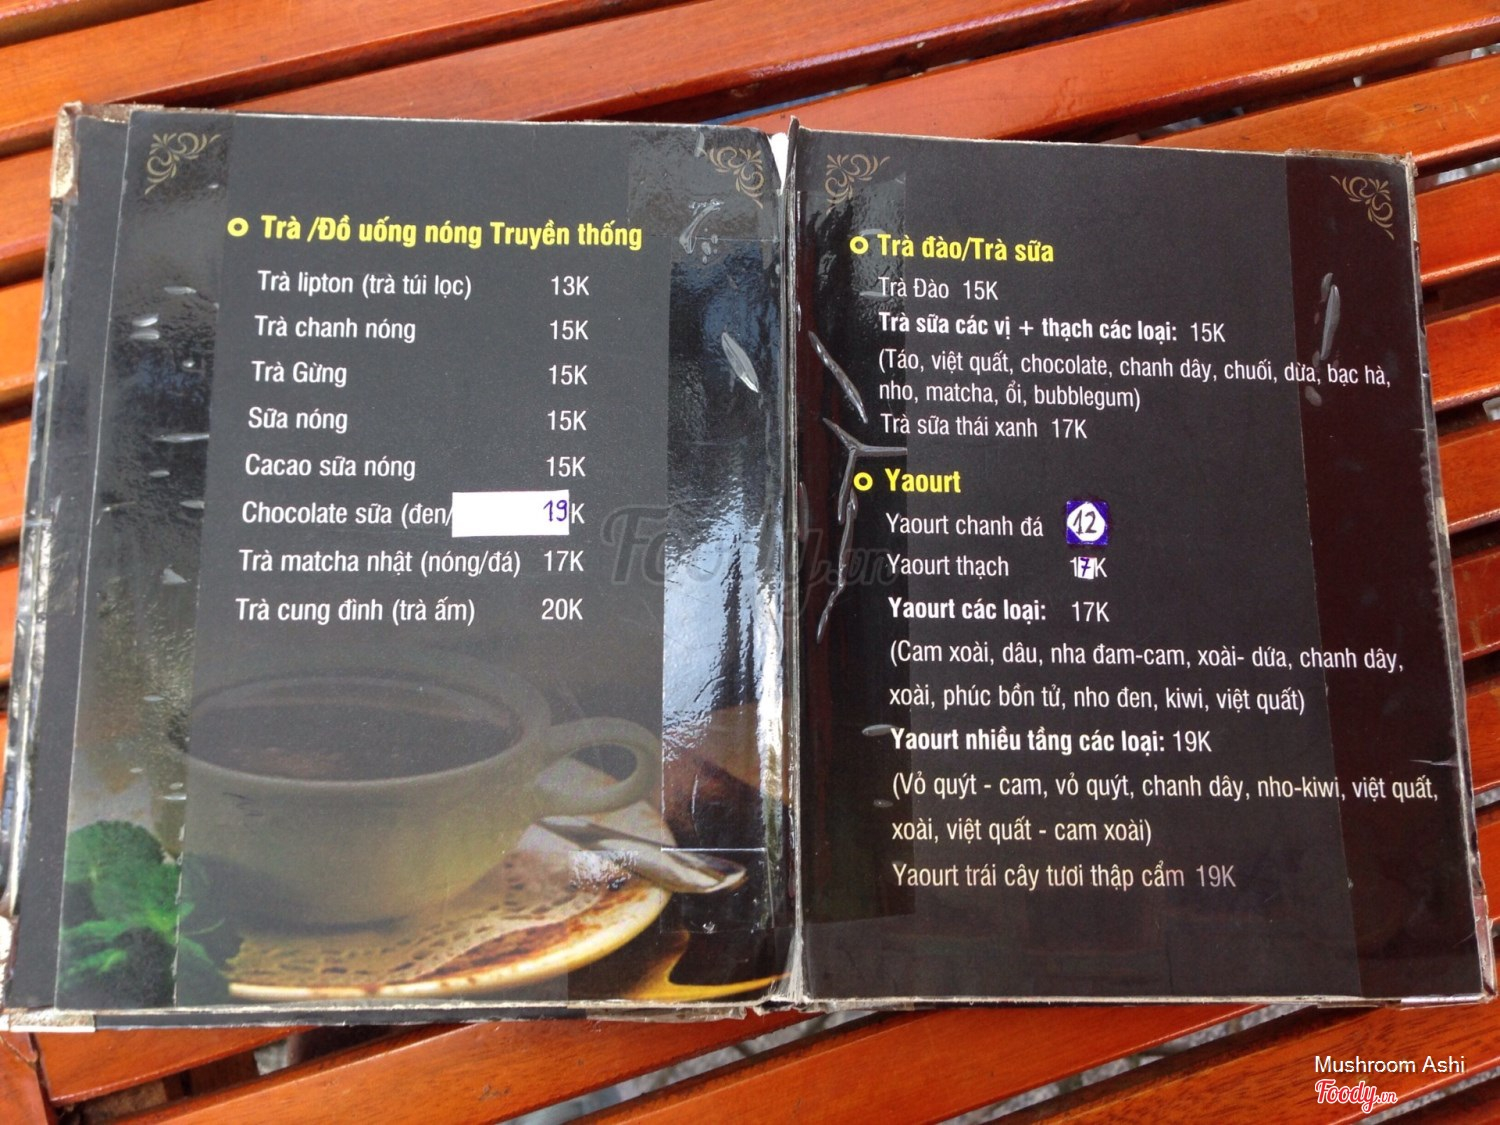 Trà /Đồ uống nóng Truyền thống
Trà lipton (trà túi lọc) 13K
Trà chanh nóng 15K
Trà Gừng 15K
Sữa nóng 15K
Cacao sữa nóng 15K
Chocolate sữa (đen/ 19K
Trà matcha nhật (nóng/đá) 17K
Trà cung đình (trà ấm) 20K
Trà đào/Trà sữa
Trà Đào 15K
Trà sữa các vị + thạch các loại: 15K
(Táo, việt quất, chocolate, chanh dây, chuối, dừa, bạc hà,
nho, matcha, ổi, bubblegum)
Trà sữa thái xanh 17K
Yaourt
Yaourt chanh đá 12
Yaourt thạch 17K
Yaourt các loại: 17K
(Cam xoài, dâu, nha đam-cam, xoài- dứa, chanh dây,
xoài, phúc bồn tử, nho đen, kiwi, việt quất)
Yaourt nhiều tầng các loại: 19K
(Vỏ quýt - cam, vỏ quýt, chanh dây, nho-kiwi, việt quất,
xoài, việt quất - cam xoài)
Yaourt trái cây tươi thập cẩm 19K
Foody.vn
Mushroom Ashi
Foody.vn